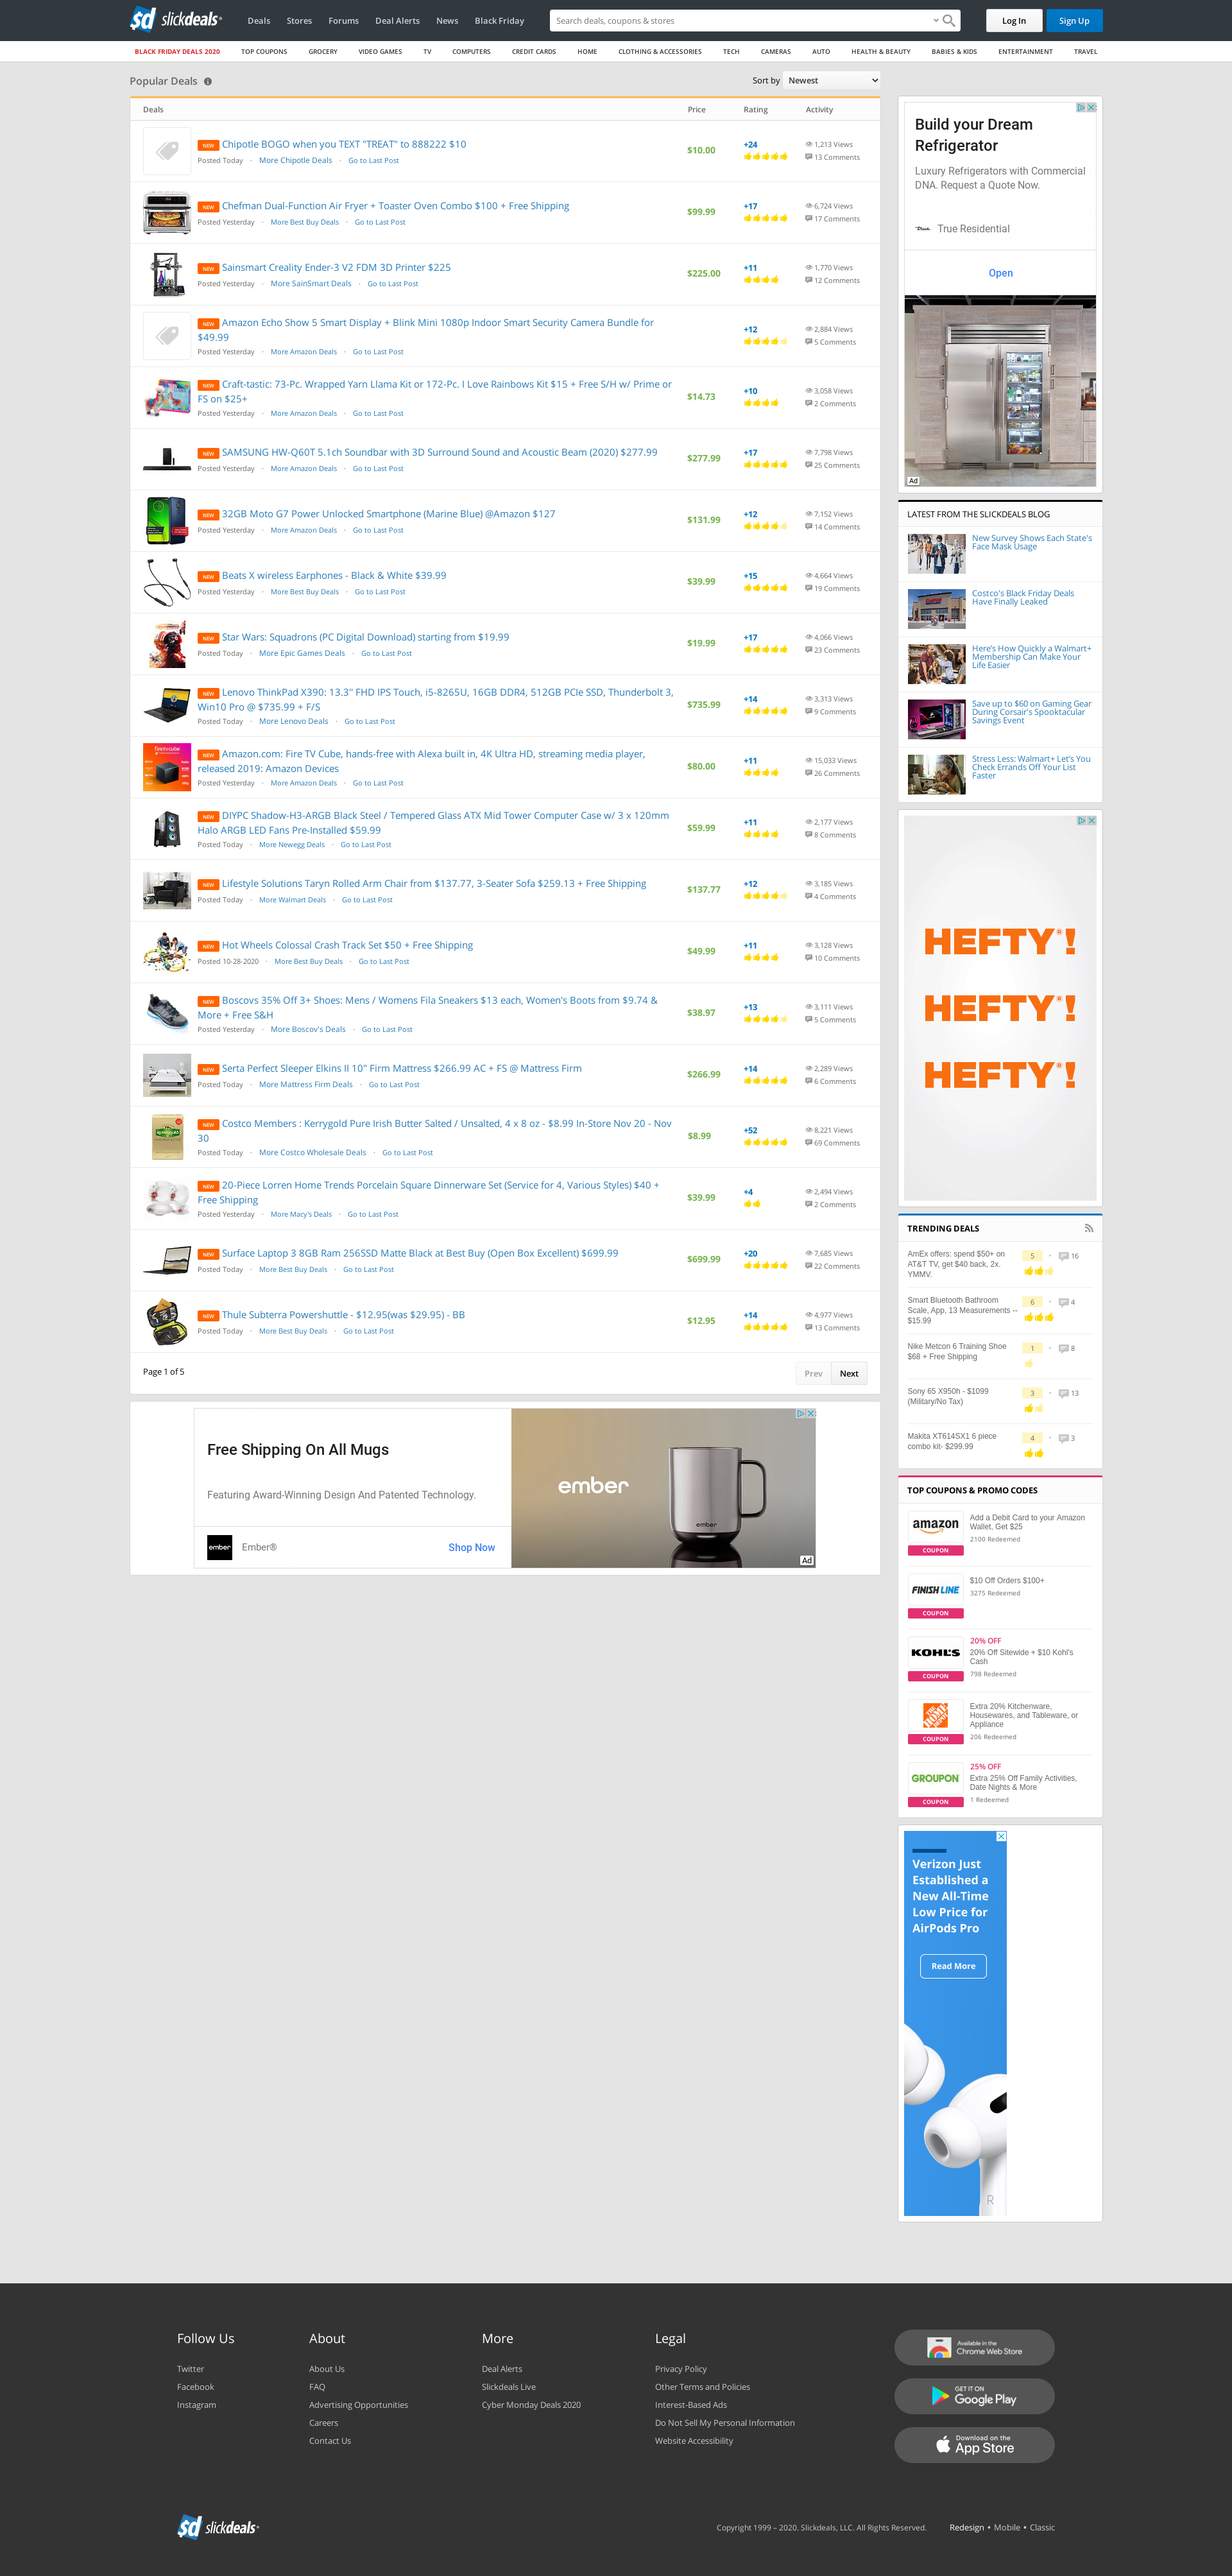 sd slickdeals
Deals Stores Forums Deal Alerts News Black Friday
Search deals, coupons & stores
Log In
Sign Up
BLACK FRIDAY DEALS 2020 TOP COUPONS GROCERY VIDEO GAMES TV COMPUTERS CREDIT CARDS HOME CLOTHING & ACCESSORIES TECH CAMERAS AUTO HEALTH & BEAUTY BABIES & KIDS ENTERTAINMENT TRAVEL
Popular Deals
Sort by Newest
Deals Price Rating Activity
NEW Chipotle BOGO when you TEXT "TREAT" to 888222 $10
Posted Today · More Chipotle Deals · Go to Last Post
$10.00
+24
1,213 Views
13 Comments
NEW Chefman Dual-Function Air Fryer + Toaster Oven Combo $100 + Free Shipping
Posted Yesterday · More Best Buy Deals · Go to Last Post
$99.99
+17
6,724 Views
17 Comments
NEW Sainsmart Creality Ender-3 V2 FDM 3D Printer $225
Posted Yesterday · More SainSmart Deals · Go to Last Post
$225.00
+11
1,770 Views
12 Comments
NEW Amazon Echo Show 5 Smart Display + Blink Mini 1080p Indoor Smart Security Camera Bundle for
$49.99
Posted Yesterday · More Amazon Deals · Go to Last Post
+12
2,884 Views
5 Comments
NEW Craft-tastic: 73-Pc. Wrapped Yarn Llama Kit or 172-Pc. I Love Rainbows Kit $15 + Free S/H w/ Prime or
FS on $25+
Posted Yesterday · More Amazon Deals · Go to Last Post
$14.73
+10
3,058 Views
2 Comments
NEW SAMSUNG HW-Q60T 5.1ch Soundbar with 3D Surround Sound and Acoustic Beam (2020) $277.99
Posted Yesterday · More Amazon Deals · Go to Last Post
$277.99
+17
7,798 Views
25 Comments
NEW 32GB Moto G7 Power Unlocked Smartphone (Marine Blue) @Amazon $127
Posted Yesterday · More Amazon Deals · Go to Last Post
$131.99
+12
7,152 Views
14 Comments
NEW Beats X wireless Earphones - Black & White $39.99
Posted Yesterday · More Best Buy Deals · Go to Last Post
$39.99
+15
4,664 Views
19 Comments
NEW Star Wars: Squadrons (PC Digital Download) starting from $19.99
Posted Today · More Epic Games Deals · Go to Last Post
$19.99
+17
4,066 Views
23 Comments
NEW Lenovo ThinkPad X390: 13.3" FHD IPS Touch, i5-8265U, 16GB DDR4, 512GB PCIe SSD, Thunderbolt 3,
Win10 Pro @ $735.99 + F/S
Posted Today · More Lenovo Deals · Go to Last Post
$735.99
+14
3,313 Views
9 Comments
NEW Amazon.com: Fire TV Cube, hands-free with Alexa built in, 4K Ultra HD, streaming media player,
released 2019: Amazon Devices
Posted Yesterday · More Amazon Deals · Go to Last Post
$80.00
+11
15,033 Views
26 Comments
NEW DIYPC Shadow-H3-ARGB Black Steel / Tempered Glass ATX Mid Tower Computer Case w/ 3 x 120mm
Halo ARGB LED Fans Pre-Installed $59.99
Posted Today · More Newegg Deals · Go to Last Post
$59.99
+11
2,177 Views
8 Comments
NEW Lifestyle Solutions Taryn Rolled Arm Chair from $137.77, 3-Seater Sofa $259.13 + Free Shipping
Posted Today · More Walmart Deals · Go to Last Post
$137.77
+12
3,185 Views
4 Comments
NEW Hot Wheels Colossal Crash Track Set $50 + Free Shipping
Posted 10-28-2020 · More Best Buy Deals · Go to Last Post
$49.99
+11
3,128 Views
10 Comments
NEW Boscovs 35% Off 3+ Shoes: Mens / Womens Fila Sneakers $13 each, Women's Boots from $9.74 &
More + Free S&H
Posted Yesterday · More Boscov's Deals · Go to Last Post
$38.97
+13
3,111 Views
5 Comments
NEW Serta Perfect Sleeper Elkins II 10" Firm Mattress $266.99 AC + FS @ Mattress Firm
Posted Today · More Mattress Firm Deals · Go to Last Post
$266.99
+14
2,289 Views
6 Comments
NEW Costco Members : Kerrygold Pure Irish Butter Salted / Unsalted, 4 x 8 oz - $8.99 In-Store Nov 20 - Nov
30
Posted Today · More Costco Wholesale Deals · Go to Last Post
$8.99
+52
8,221 Views
69 Comments
NEW 20-Piece Lorren Home Trends Porcelain Square Dinnerware Set (Service for 4, Various Styles) $40 +
Free Shipping
Posted Yesterday · More Macy's Deals · Go to Last Post
$39.99
+4
2,494 Views
2 Comments
NEW Surface Laptop 3 8GB Ram 256SSD Matte Black at Best Buy (Open Box Excellent) $699.99
Posted Today · More Best Buy Deals · Go to Last Post
$699.99
+20
7,685 Views
22 Comments
NEW Thule Subterra Powershuttle - $12.95(was $29.95) - BB
Posted Today · More Best Buy Deals · Go to Last Post
$12.95
+14
4,977 Views
13 Comments
Page 1 of 5
Prev Next
Free Shipping On All Mugs
Featuring Award-Winning Design And Patented Technology.
ember
Ember®
Shop Now
ember
ember
Ad
Build your Dream
Refrigerator
Luxury Refrigerators with Commercial
DNA. Request a Quote Now.
True Residential
Open
Ad
LATEST FROM THE SLICKDEALS BLOG
New Survey Shows Each State's
Face Mask Usage
Costco's Black Friday Deals
Have Finally Leaked
Here's How Quickly a Walmart+
Membership Can Make Your
Life Easier
Save up to $60 on Gaming Gear
During Corsair's Spooktacular
Savings Event
Stress Less: Walmart+ Let's You
Check Errands Off Your List
Faster
HEFTY®!
HEFTY®!
HEFTY®!
TRENDING DEALS
AmEx offers: spend $50+ on
AT&T TV, get $40 back, 2x.
YMMV.
5 · 16
Smart Bluetooth Bathroom
Scale, App, 13 Measurements --
$15.99
6 · 4
Nike Metcon 6 Training Shoe
$68 + Free Shipping
1 · 8
Sony 65 X950h - $1099
(Military/No Tax)
3 · 13
Makita XT614SX1 6 piece
combo kit- $299.99
4 · 3
TOP COUPONS & PROMO CODES
amazon
COUPON
Add a Debit Card to your Amazon
Wallet, Get $25
2100 Redeemed
FINISH LINE
COUPON
$10 Off Orders $100+
3275 Redeemed
KOHL'S
COUPON
20% OFF
20% Off Sitewide + $10 Kohl's
Cash
798 Redeemed
COUPON
Extra 20% Kitchenware,
Housewares, and Tableware, or
Appliance
206 Redeemed
GROUPON
COUPON
25% OFF
Extra 25% Off Family Activities,
Date Nights & More
1 Redeemed
Verizon Just
Established a
New All-Time
Low Price for
AirPods Pro
Read More
R
Follow Us
Twitter
Facebook
Instagram
About
About Us
FAQ
Advertising Opportunities
Careers
Contact Us
More
Deal Alerts
Slickdeals Live
Cyber Monday Deals 2020
Legal
Privacy Policy
Other Terms and Policies
Interest-Based Ads
Do Not Sell My Personal Information
Website Accessibility
Available in the
Chrome Web Store
GET IT ON
Google Play
Download on the
App Store
sd slickdeals
Copyright 1999 – 2020. Slickdeals, LLC. All Rights Reserved.
Redesign • Mobile • Classic